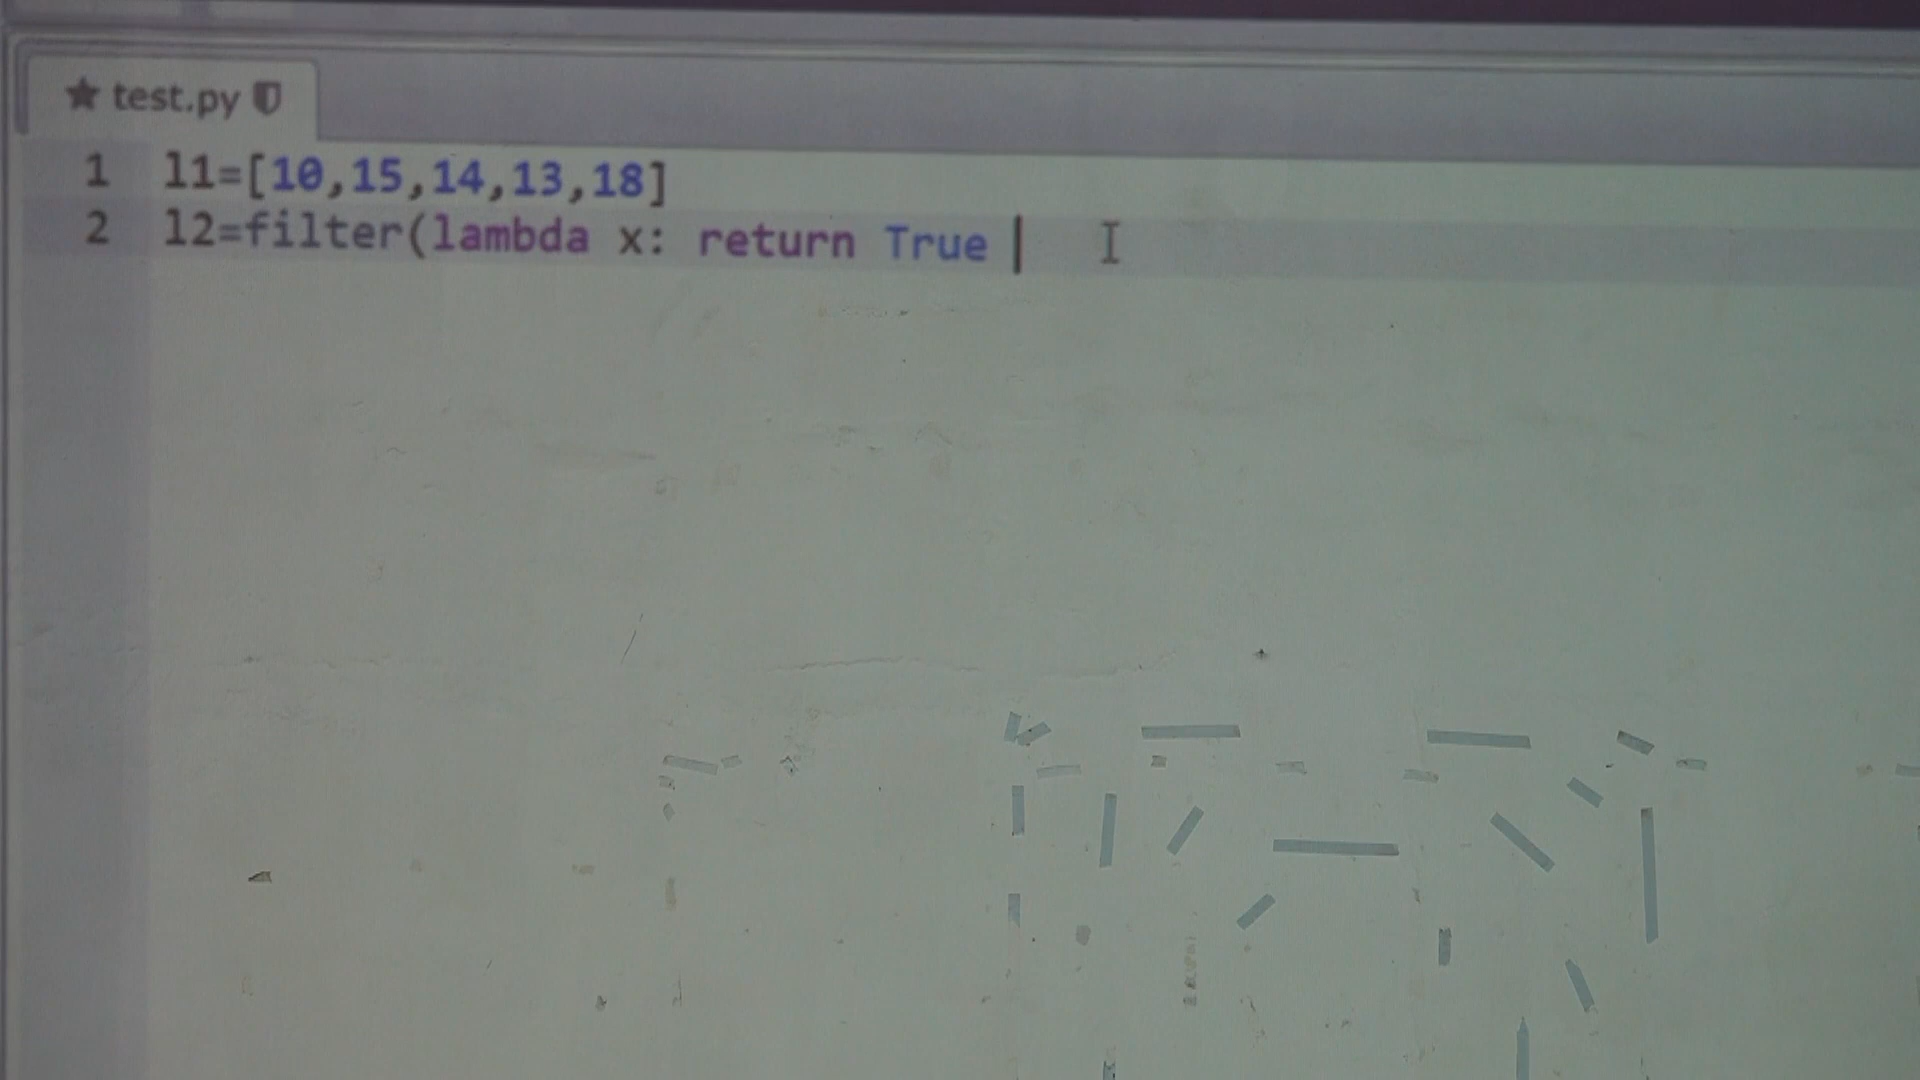 test.py
1 l1=[10,15,14,13,18]
2 l2=filter(lambda x: return True